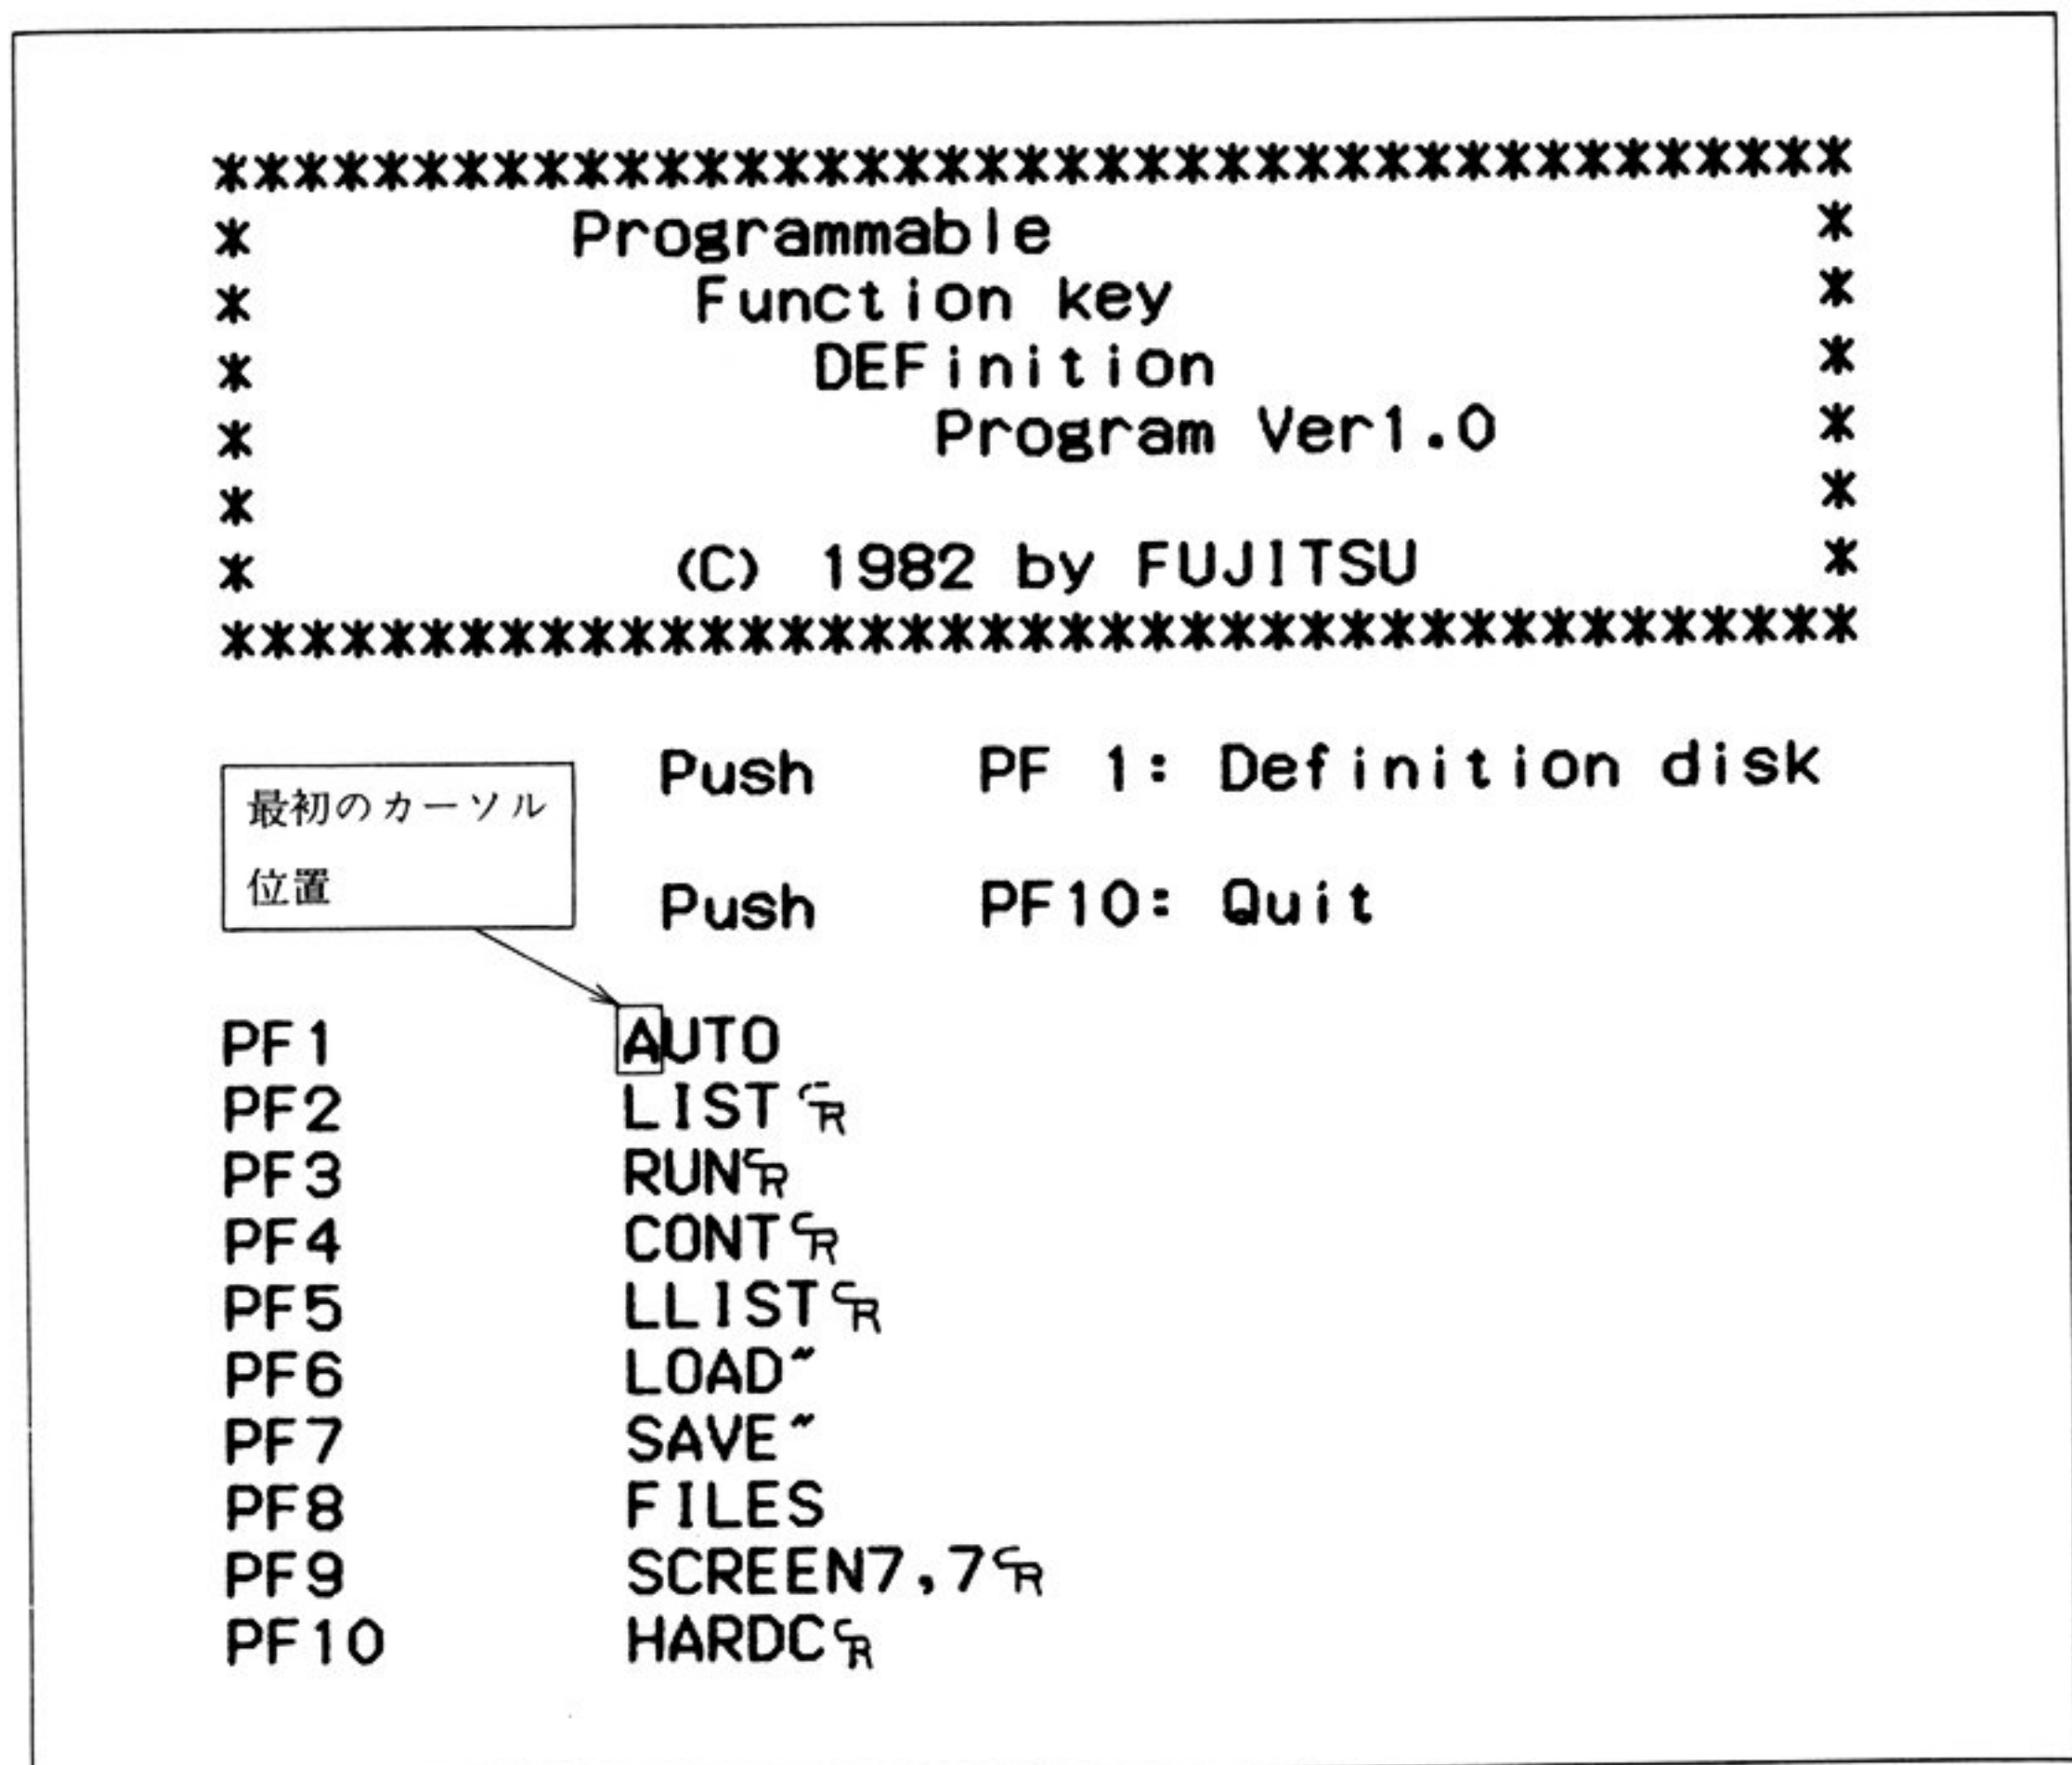 *****************************************
* Programmable *
* Function key *
* DEFinition *
* Program Ver1.0 *
* *
* (C) 1982 by FUJITSU *
*****************************************
Push PF 1: Definition disk
最初のカーソル
位置
Push PF10: Quit
PF1 AUTO
PF2 LIST␍
PF3 RUN␍
PF4 CONT␍
PF5 LLIST␍
PF6 LOAD"
PF7 SAVE"
PF8 FILES
PF9 SCREEN7,7␍
PF10 HARDC␍